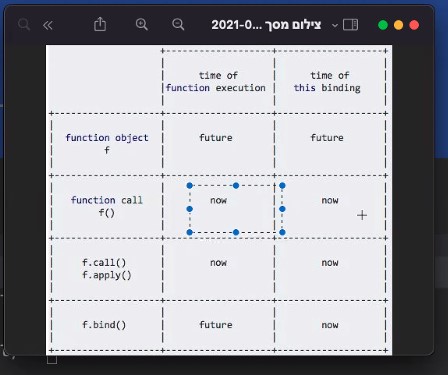 צילום מסך 2021-0...
time of
function execution
time of
this binding
function object
f
future
future
function call
f()
now
now
f.call()
f.apply()
now
now
f.bind()
future
now